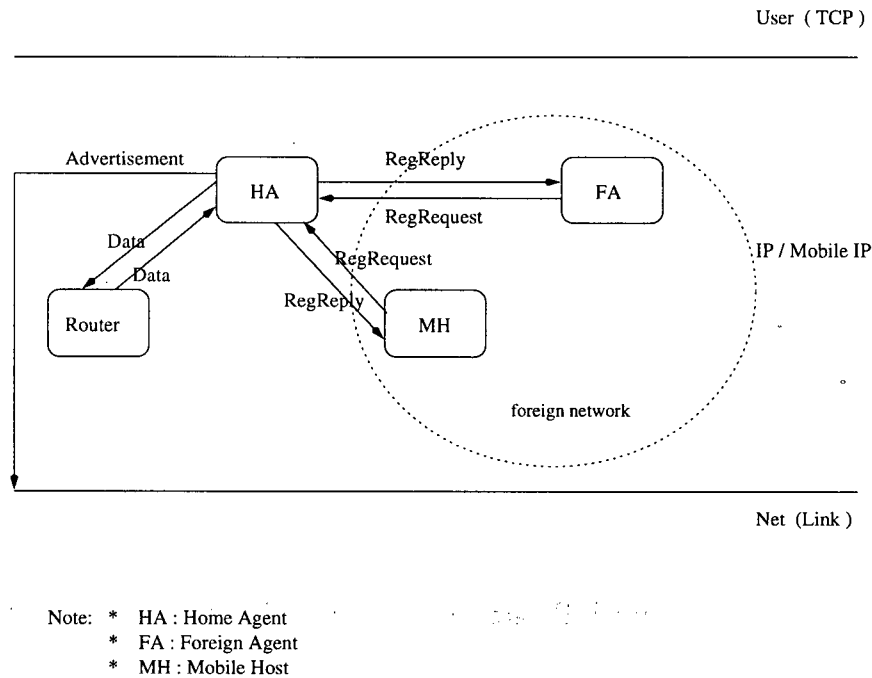 User ( TCP )
Advertisement
RegReply
HA
FA
RegRequest
Data
RegRequest
IP / Mobile IP
Data
RegReply
Router
MH
foreign network
Net (Link )
Note: * HA : Home Agent
* FA : Foreign Agent
* MH : Mobile Host